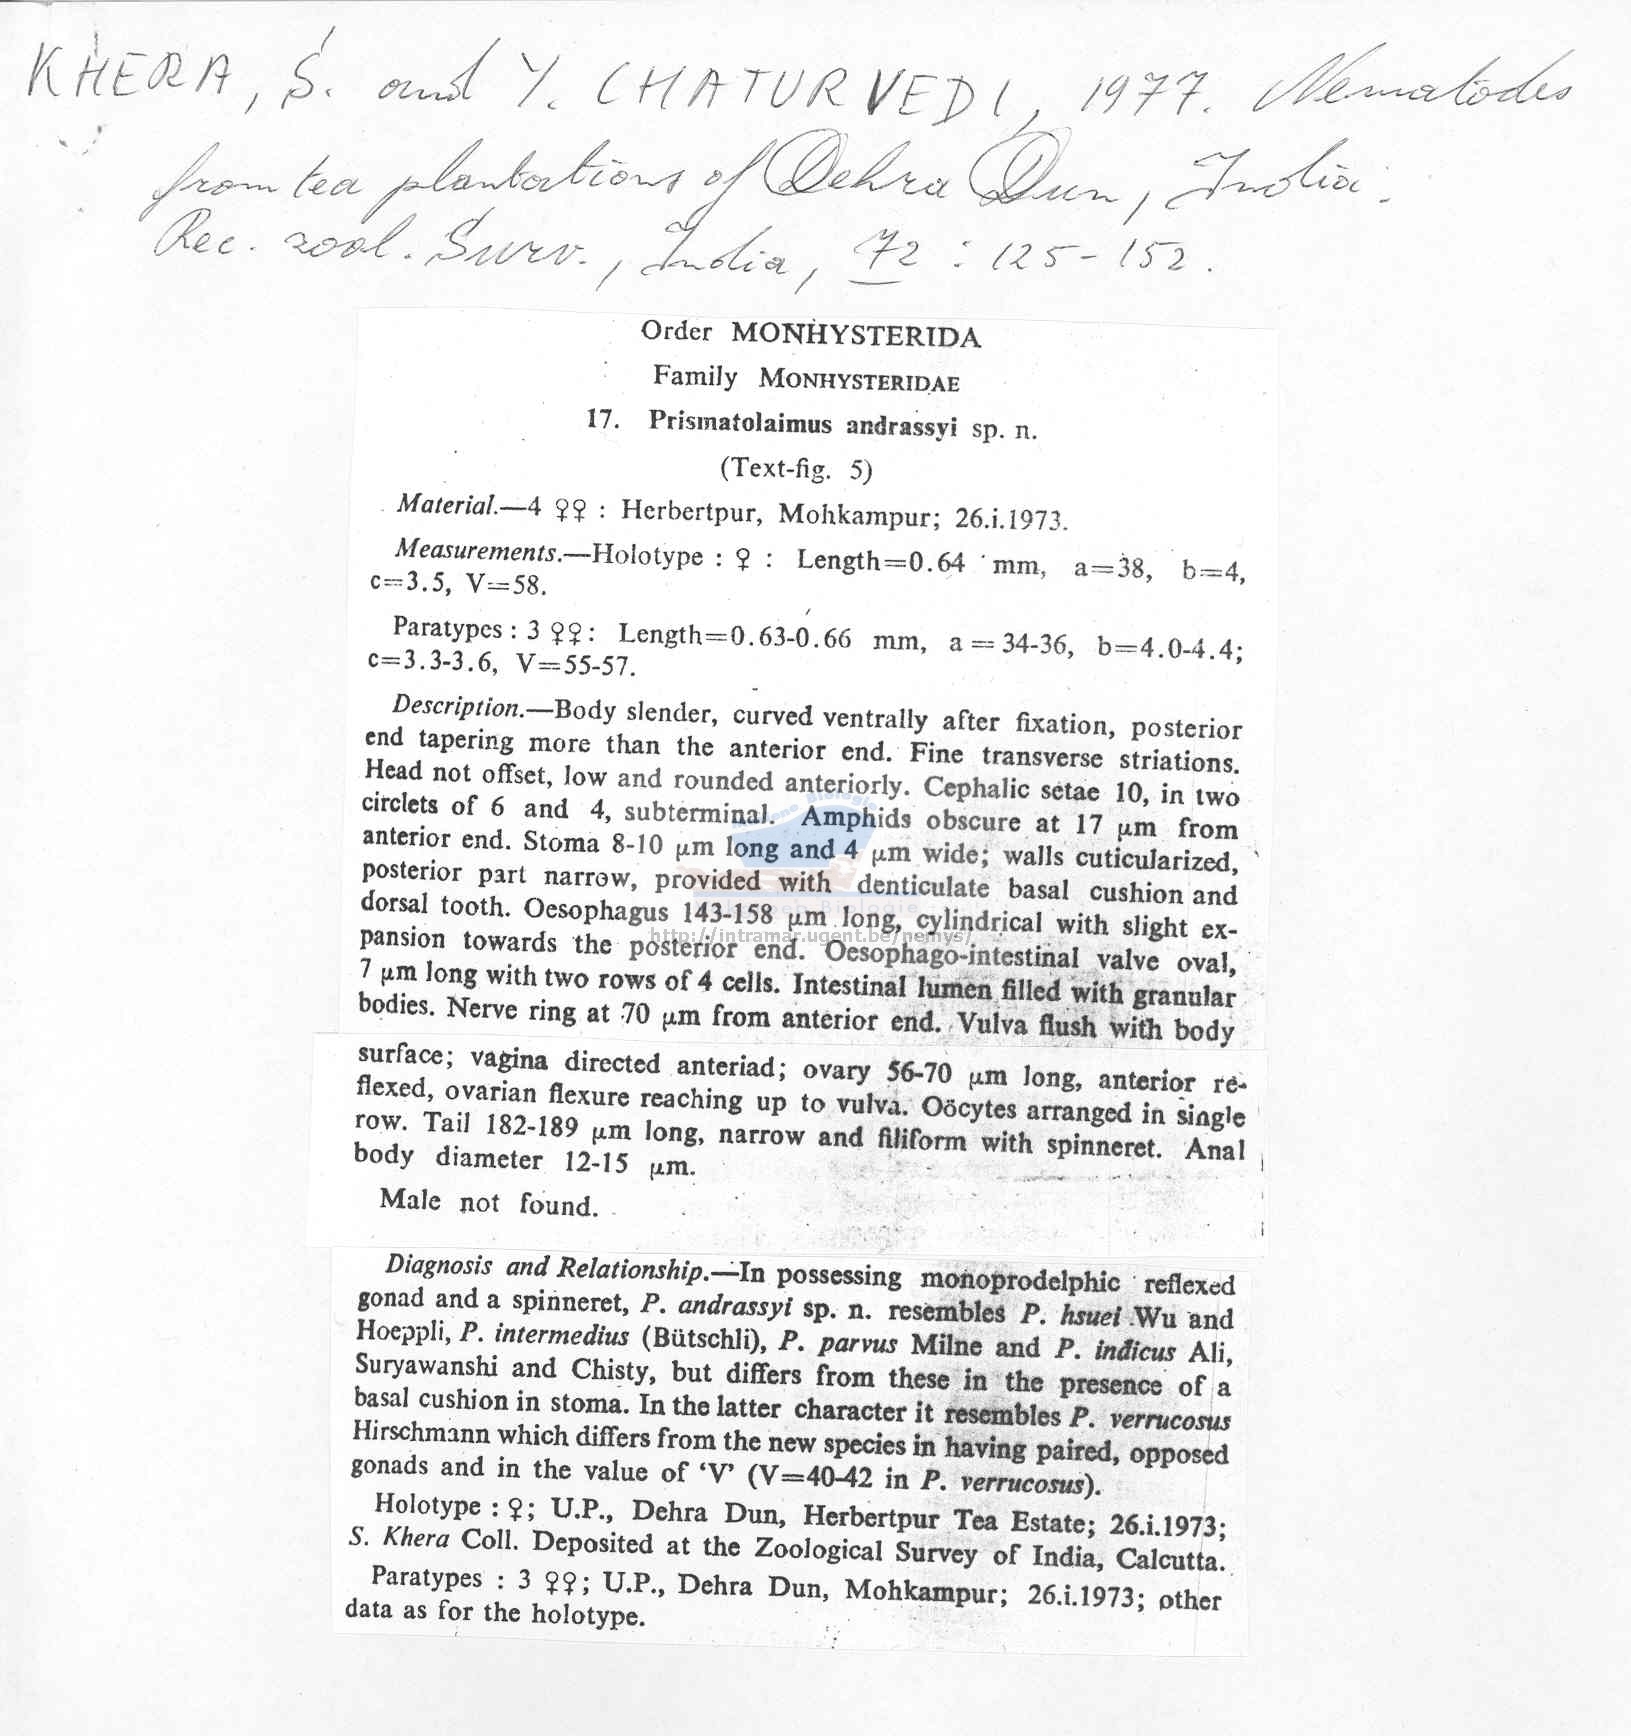 KHERA, S. and Y. CHATURVEDI, 1977. Nematodes
from tea plantations of Dehra Dun, India.
Rec. zool. Surv., India, 72 : 125-152.
Order MONHYSTERIDA
Family MONHYSTERIDAE
17. Prismatolaimus andrassyi sp. n.
(Text-fig. 5)
Material.—4 ♀♀ : Herbertpur, Mohkampur; 26.i.1973.
Measurements.—Holotype : ♀ : Length=0.64 mm, a=38, b=4,
c=3.5, V=58.
Paratypes : 3 ♀♀: Length=0.63-0.66 mm, a = 34-36, b=4.0-4.4;
c=3.3-3.6, V=55-57.
Description.—Body slender, curved ventrally after fixation, posterior
end tapering more than the anterior end. Fine transverse striations.
Head not offset, low and rounded anteriorly. Cephalic setae 10, in two
circlets of 6 and 4, subterminal. Amphids obscure at 17 µm from
anterior end. Stoma 8-10 µm long and 4 µm wide; walls cuticularized,
posterior part narrow, provided with denticulate basal cushion and
dorsal tooth. Oesophagus 143-158 µm long, cylindrical with slight ex-
http://intramar.ugent.be/nemys/
pansion towards the posterior end. Oesophago-intestinal valve oval,
7 µm long with two rows of 4 cells. Intestinal lumen filled with granular
bodies. Nerve ring at 70 µm from anterior end. Vulva flush with body
surface; vagina directed anteriad; ovary 56-70 µm long, anterior re-
flexed, ovarian flexure reaching up to vulva. Oöcytes arranged in single
row. Tail 182-189 µm long, narrow and filiform with spinneret. Anal
body diameter 12-15 µm.
Male not found.
Diagnosis and Relationship.—In possessing monoprodelphic reflexed
gonad and a spinneret, P. andrassyi sp. n. resembles P. hsuei Wu and
Hoeppli, P. intermedius (Bütschli), P. parvus Milne and P. indicus Ali,
Suryawanshi and Chisty, but differs from these in the presence of a
basal cushion in stoma. In the latter character it resembles P. verrucosus
Hirschmann which differs from the new species in having paired, opposed
gonads and in the value of ‘V’ (V=40-42 in P. verrucosus).
Holotype : ♀; U.P., Dehra Dun, Herbertpur Tea Estate; 26.i.1973;
S. Khera Coll. Deposited at the Zoological Survey of India, Calcutta.
Paratypes : 3 ♀♀; U.P., Dehra Dun, Mohkampur; 26.i.1973; other
data as for the holotype.